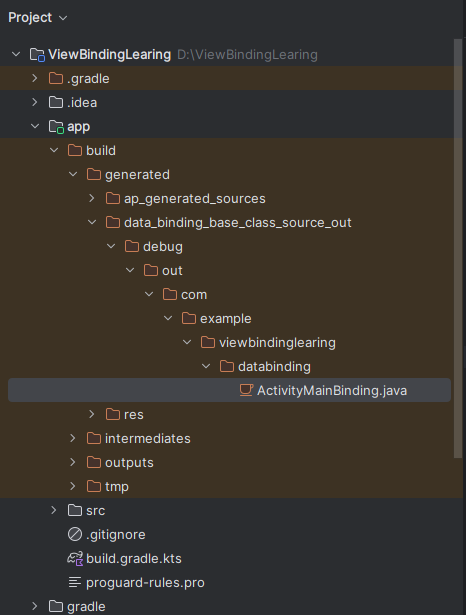 Project
ViewBindingLearing D:\ViewBindingLearing
.gradle
.idea
app
build
generated
ap_generated_sources
data_binding_base_class_source_out
debug
out
com
example
viewbindinglearing
databinding
ActivityMainBinding.java
res
intermediates
outputs
tmp
src
.gitignore
build.gradle.kts
proguard-rules.pro
gradle